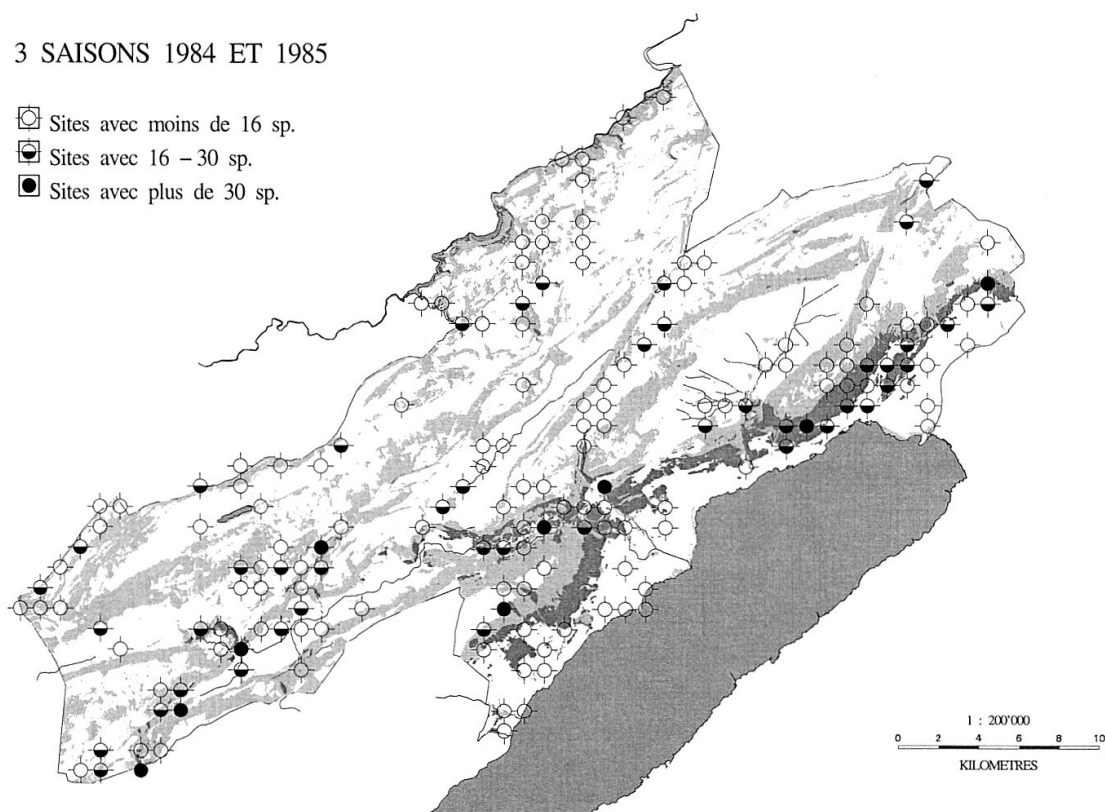 3 SAISONS 1984 ET 1985
Sites avec moins de 16 sp.
Sites avec 16 – 30 sp.
Sites avec plus de 30 sp.
1 : 200'000
0 2 4 6 8 10
KILOMETRES